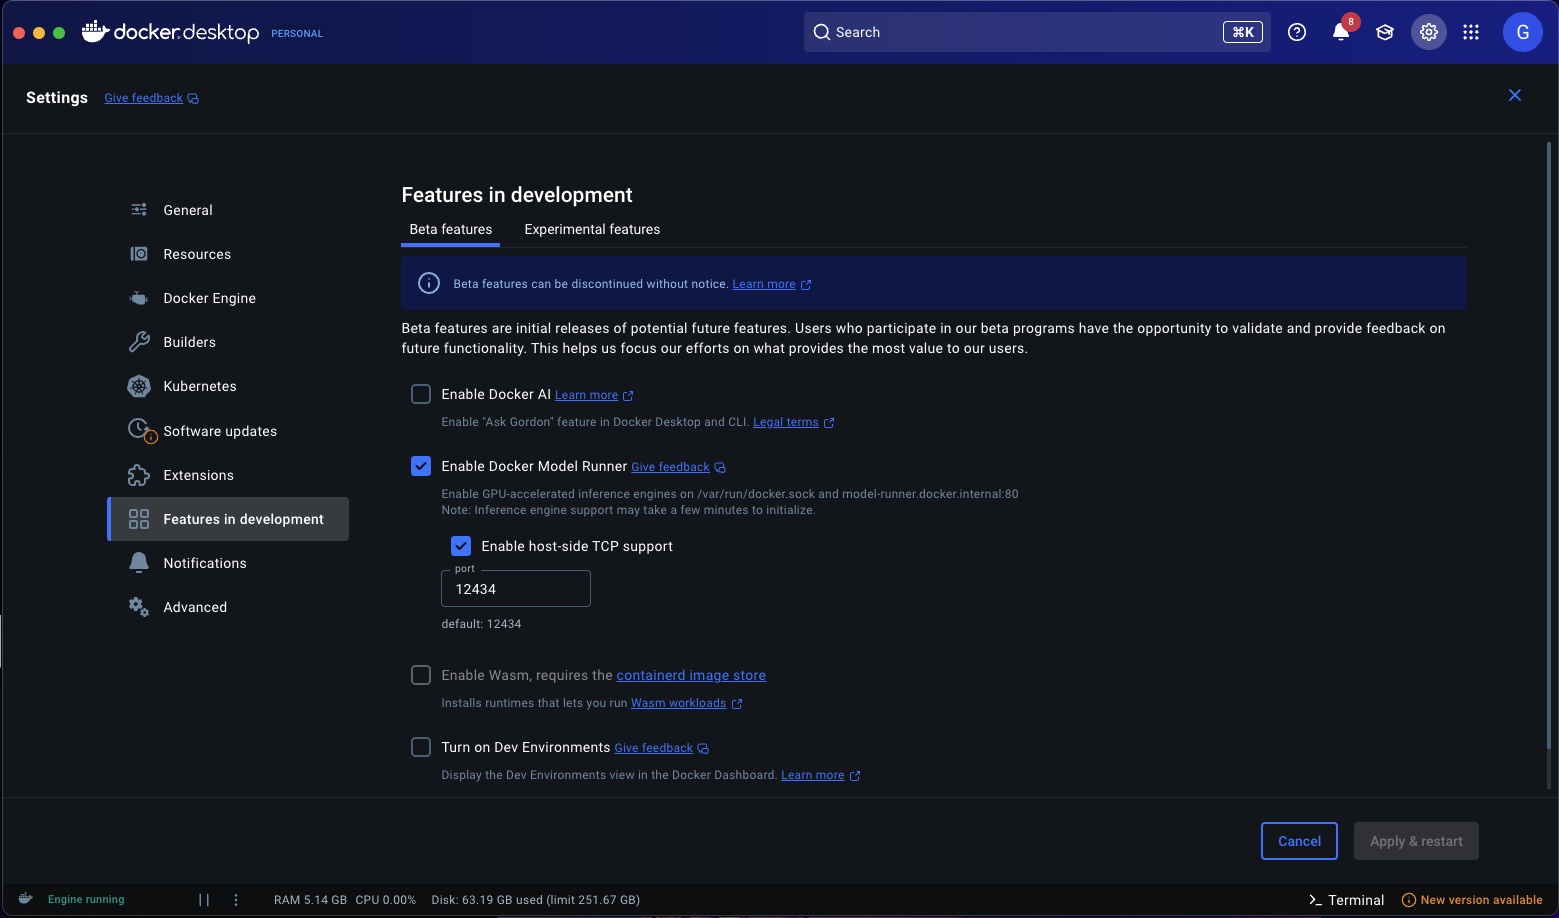 docker desktop PERSONAL
Search ⌘K
8
G
Settings Give feedback
General
Resources
Docker Engine
Builders
Kubernetes
Software updates
Extensions
Features in development
Notifications
Advanced
Features in development
Beta features Experimental features
Beta features can be discontinued without notice. Learn more
Beta features are initial releases of potential future features. Users who participate in our beta programs have the opportunity to validate and provide feedback on
future functionality. This helps us focus our efforts on what provides the most value to our users.
Enable Docker AI Learn more
Enable "Ask Gordon" feature in Docker Desktop and CLI. Legal terms
Enable Docker Model Runner Give feedback
Enable GPU-accelerated inference engines on /var/run/docker.sock and model-runner.docker.internal:80
Note: Inference engine support may take a few minutes to initialize.
Enable host-side TCP support
port
12434
default: 12434
Enable Wasm, requires the containerd image store
Installs runtimes that lets you run Wasm workloads
Turn on Dev Environments Give feedback
Display the Dev Environments view in the Docker Dashboard. Learn more
Cancel Apply & restart
Engine running RAM 5.14 GB CPU 0.00% Disk: 63.19 GB used (limit 251.67 GB) Terminal New version available